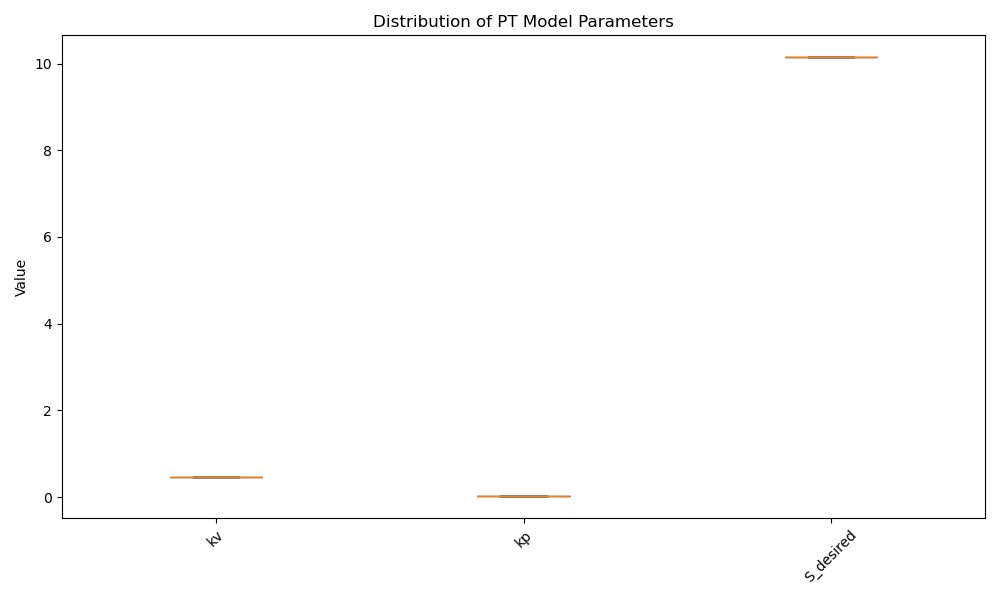 Distribution of PT Model Parameters
10
8
6
4
2
0
Value
kv
kp
S_desired